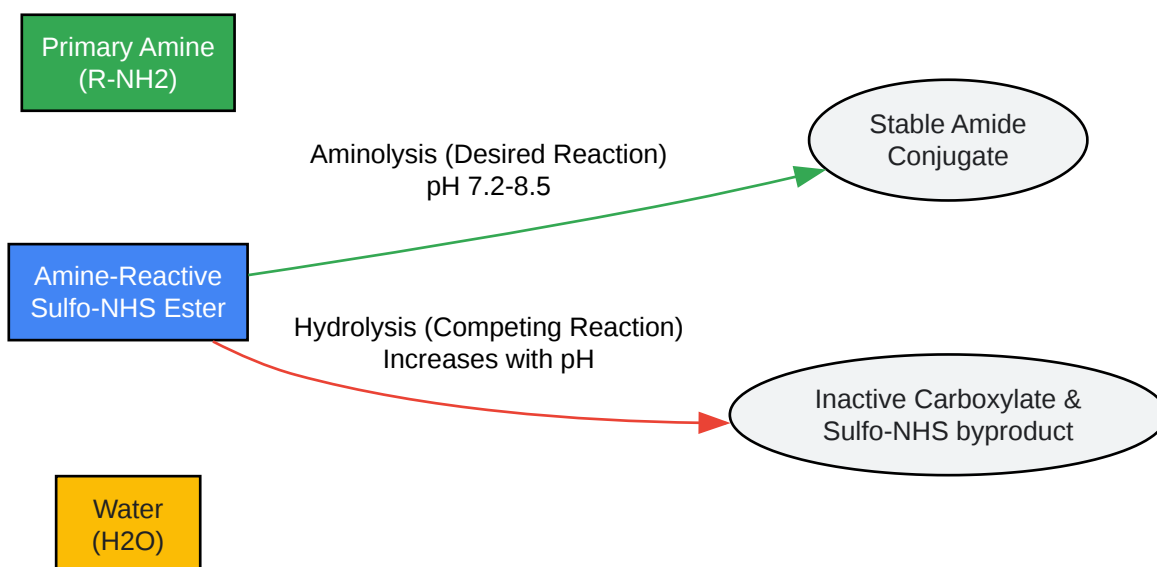 Primary Amine
(R-NH2)
Stable Amide
Conjugate
Aminolysis (Desired Reaction)
pH 7.2-8.5
Amine-Reactive
Sulfo-NHS Ester
Hydrolysis (Competing Reaction)
Increases with pH
Inactive Carboxylate &
Sulfo-NHS byproduct
Water
(H2O)